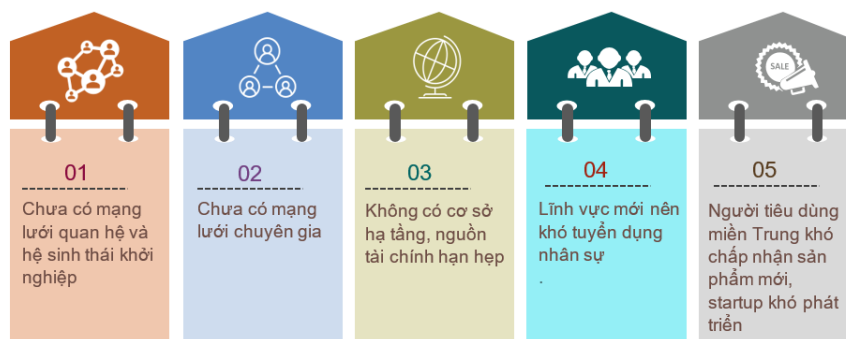 SALE
01
Chưa có mạng
lưới quan hệ và
hệ sinh thái khởi
nghiệp
02
Chưa có mạng
lưới chuyên gia
03
Không có cơ sở
hạ tầng, nguồn
tài chính hạn hẹp
04
Lĩnh vực mới nên
khó tuyển dụng
nhân sự
.
05
Người tiêu dùng
miền Trung khó
chấp nhận sản
phẩm mới,
startup khó phát
triển